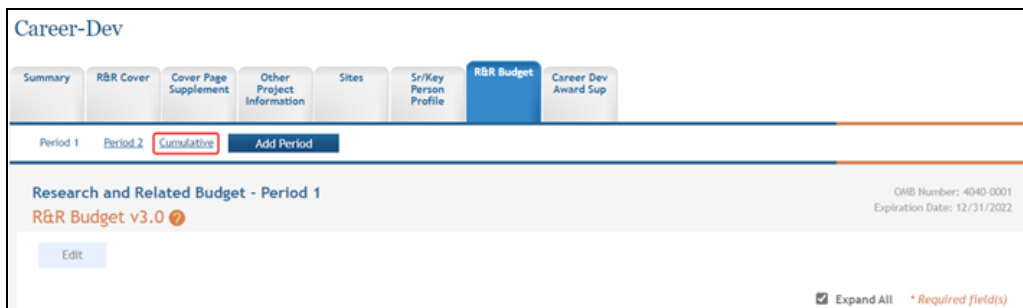 Career-Dev
Summary
R&R Cover
Cover Page
Supplement
Other
Project
Information
Sites
Sr/Key
Person
Profile
R&R Budget
Career Dev
Award Sup
Period 1 Period 2 Cumulative Add Period
Research and Related Budget - Period 1
OMB Number: 4040-0001
R&R Budget v3.0 ?
Expiration Date: 12/31/2022
Edit
Expand All * Required field(s)